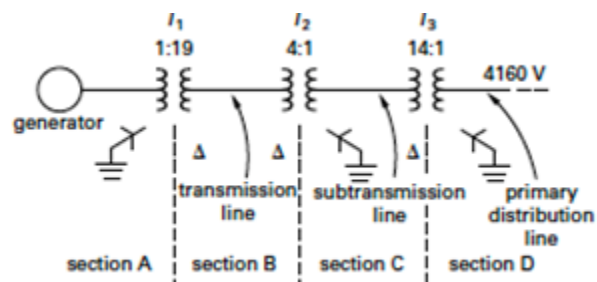 I1 I2 I3
1:19 4:1 14:1
4160 V
generator
Δ Δ Δ
transmission line
subtransmission line
primary distribution line
section A section B section C section D